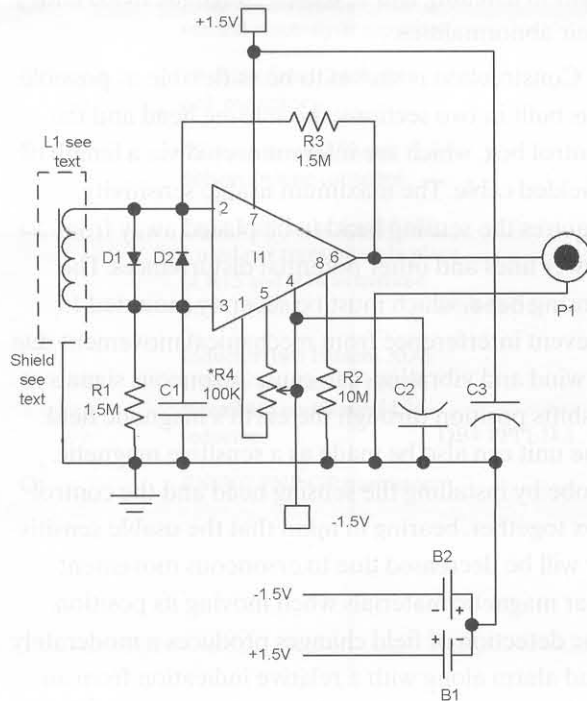 +1.5V
R3
1.5M
L1 see
text
2
7
D1
D2
I1
8
6
5
4
3
P1
Shield
see
text
R1
1.5M
C1
*R4
100K
R2
10M
C2
C3
-1.5V
B2
-1.5V
- +
+ -
+1.5V
B1